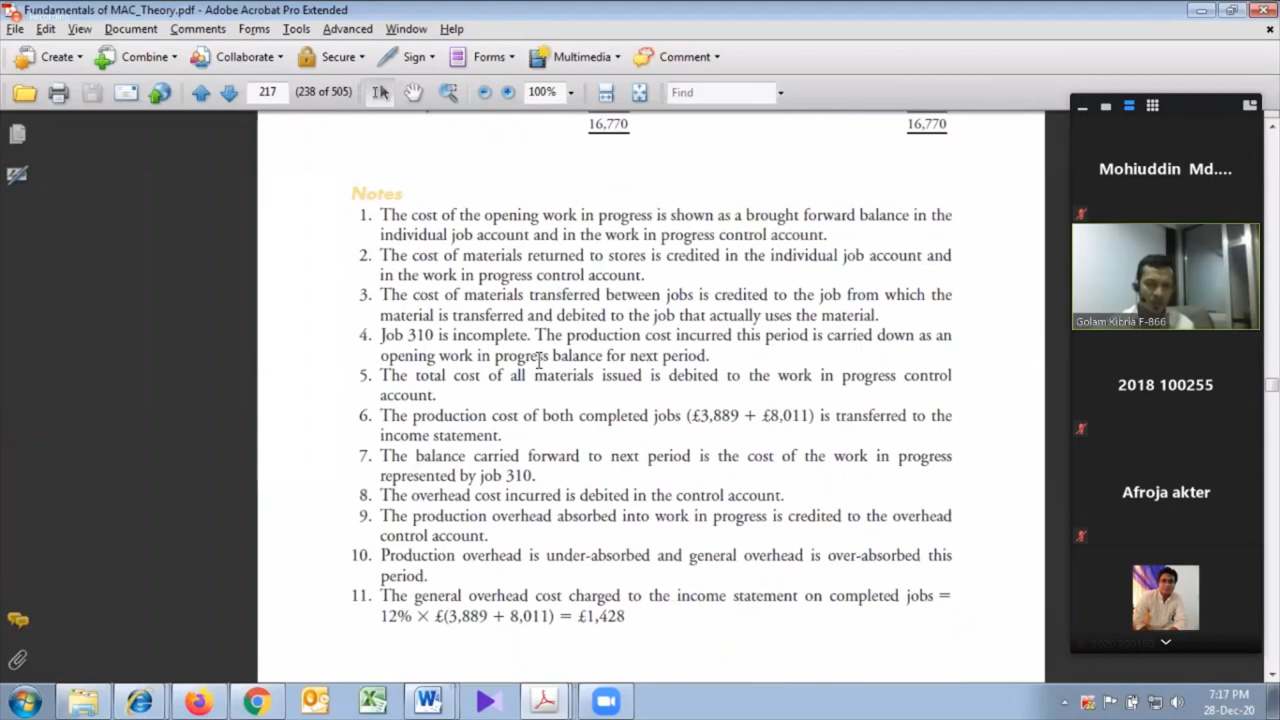 Fundamentals of MAC_Theory.pdf - Adobe Acrobat Pro Extended
Recording
File Edit View Document Comments Forms Tools Advanced Window Help
Create Combine Collaborate Secure Sign Forms Multimedia Comment
217 (238 of 505) 100% Find
16,770 16,770
Notes
1. The cost of the opening work in progress is shown as a brought forward balance in the
individual job account and in the work in progress control account.
2. The cost of materials returned to stores is credited in the individual job account and
in the work in progress control account.
3. The cost of materials transferred between jobs is credited to the job from which the
material is transferred and debited to the job that actually uses the material.
4. Job 310 is incomplete. The production cost incurred this period is carried down as an
opening work in progress balance for next period.
5. The total cost of all materials issued is debited to the work in progress control
account.
6. The production cost of both completed jobs (£3,889 + £8,011) is transferred to the
income statement.
7. The balance carried forward to next period is the cost of the work in progress
represented by job 310.
8. The overhead cost incurred is debited in the control account.
9. The production overhead absorbed into work in progress is credited to the overhead
control account.
10. Production overhead is under-absorbed and general overhead is over-absorbed this
period.
11. The general overhead cost charged to the income statement on completed jobs =
12% × £(3,889 + 8,011) = £1,428
Mohiuddin Md....
Golam Kibria F-866
2018 100255
Afroja akter
7:17 PM
28-Dec-20